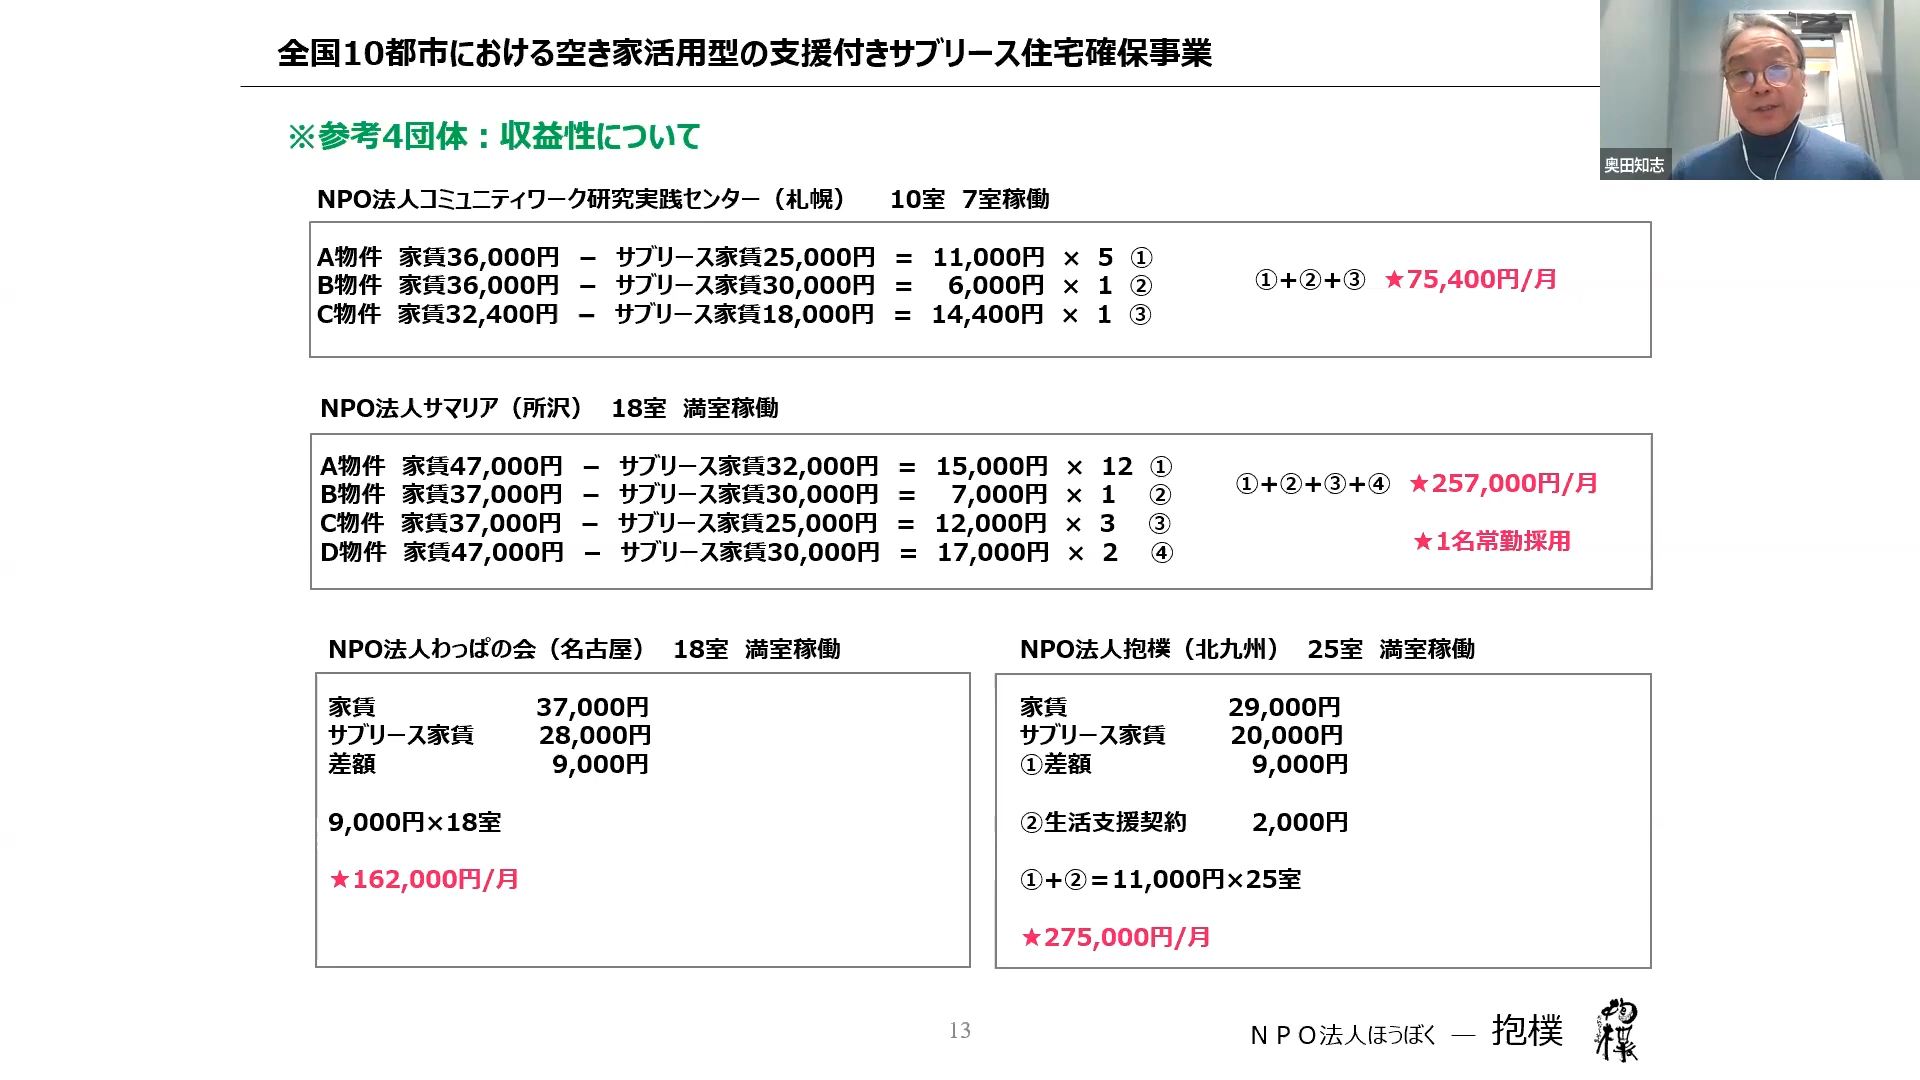 全国10都市における空き家活用型の支援付きサブリース住宅確保事業
奥田知志
※参考4団体：収益性について
NPO法人コミュニティワーク研究実践センター（札幌） 10室 7室稼働
A物件 家賃36,000円 － サブリース家賃25,000円 ＝ 11,000円 × 5 ①
B物件 家賃36,000円 － サブリース家賃30,000円 ＝ 6,000円 × 1 ②
C物件 家賃32,400円 － サブリース家賃18,000円 ＝ 14,400円 × 1 ③
①+②+③ ★75,400円/月
NPO法人サマリア（所沢） 18室 満室稼働
A物件 家賃47,000円 － サブリース家賃32,000円 ＝ 15,000円 × 12 ①
B物件 家賃37,000円 － サブリース家賃30,000円 ＝ 7,000円 × 1 ②
C物件 家賃37,000円 － サブリース家賃25,000円 ＝ 12,000円 × 3 ③
D物件 家賃47,000円 － サブリース家賃30,000円 ＝ 17,000円 × 2 ④
①+②+③+④ ★257,000円/月
★1名常勤採用
NPO法人わっぱの会（名古屋） 18室 満室稼働
家賃 37,000円
サブリース家賃 28,000円
差額 9,000円
9,000円×18室
★162,000円/月
NPO法人抱樸（北九州） 25室 満室稼働
家賃 29,000円
サブリース家賃 20,000円
①差額 9,000円
②生活支援契約 2,000円
①+②＝11,000円×25室
★275,000円/月
13
ＮＰＯ法人ほうぼく ― 抱樸